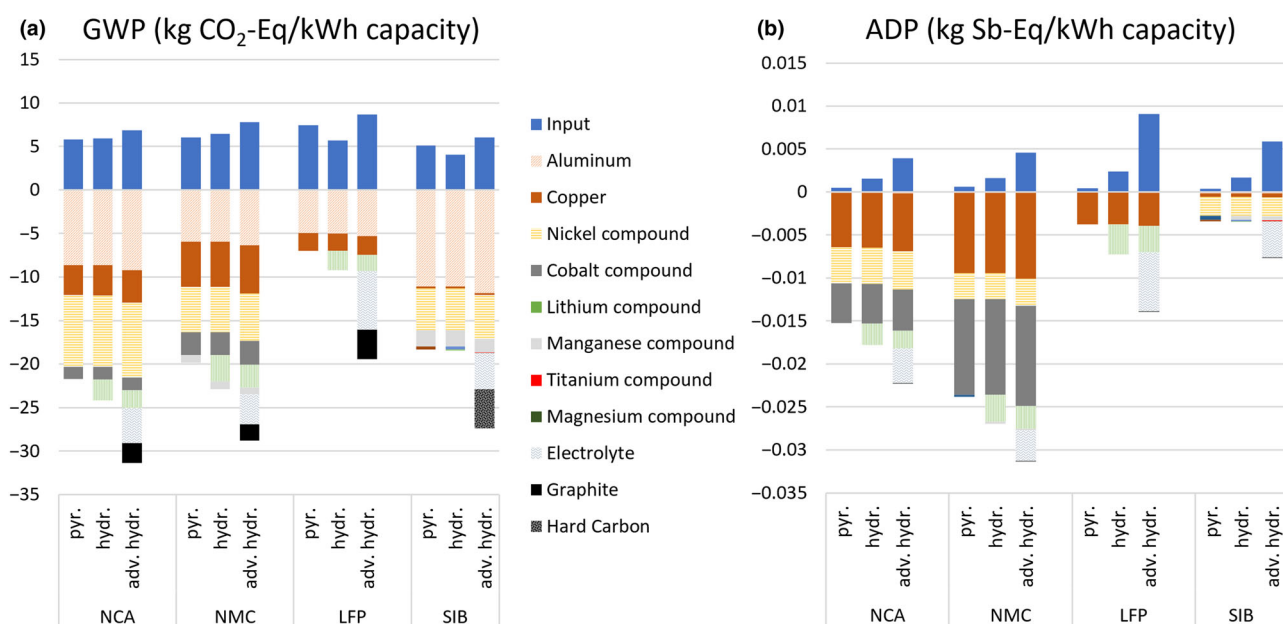 (a) GWP (kg CO₂-Eq/kWh capacity)
15
10
5
0
−5
−10
−15
−20
−25
−30
−35
pyr.
hydr.
adv. hydr.
pyr.
hydr.
adv. hydr.
pyr.
hydr.
adv. hydr.
pyr.
hydr.
adv. hydr.
NCA NMC LFP SIB
Input
Aluminum
Copper
Nickel compound
Cobalt compound
Lithium compound
Manganese compound
Titanium compound
Magnesium compound
Electrolyte
Graphite
Hard Carbon
(b) ADP (kg Sb-Eq/kWh capacity)
0.015
0.01
0.005
0
−0.005
−0.01
−0.015
−0.02
−0.025
−0.03
−0.035
pyr.
hydr.
adv. hydr.
pyr.
hydr.
adv. hydr.
pyr.
hydr.
adv. hydr.
pyr.
hydr.
adv. hydr.
NCA NMC LFP SIB